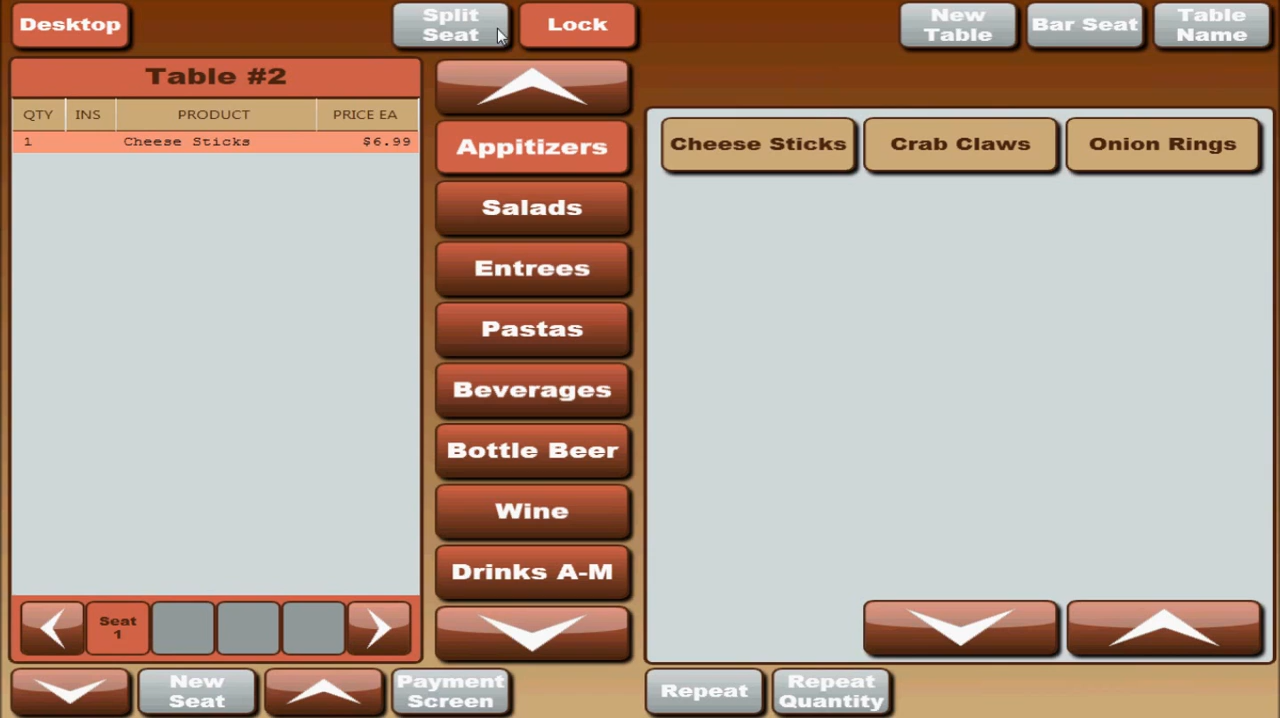 Desktop
Split
Seat
Lock
New
Table
Bar Seat
Table
Name
Table #2
QTY INS PRODUCT PRICE EA
1 Cheese Sticks $6.99
Seat
1
Appitizers
Salads
Entrees
Pastas
Beverages
Bottle Beer
Wine
Drinks A-M
Cheese Sticks Crab Claws Onion Rings
New
Seat
Payment
Screen
Repeat
Repeat
Quantity